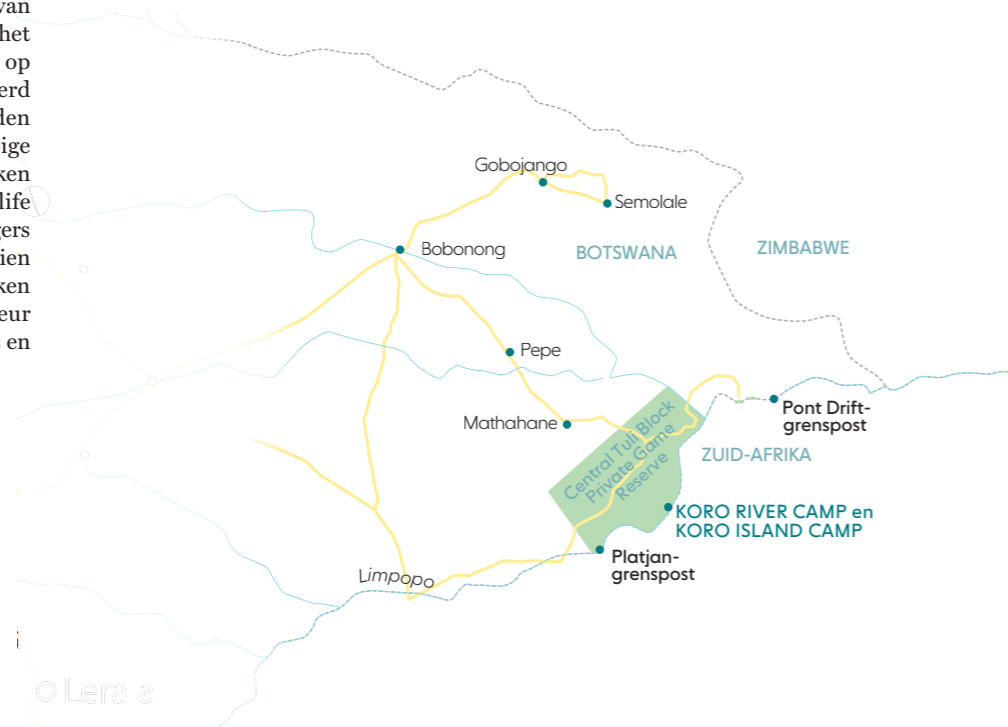 van
het
op
erd
den
ige
ken
life
gers
ien
ken
eur
s en
Gobojango
Semolale
Bobonong
BOTSWANA
ZIMBABWE
Pepe
Mathahane
Pont Drift-
grenspost
Central Tuli Block
Private Game
Reserve
ZUID-AFRIKA
KORO RIVER CAMP en
KORO ISLAND CAMP
Platjan-
grenspost
Limpopo